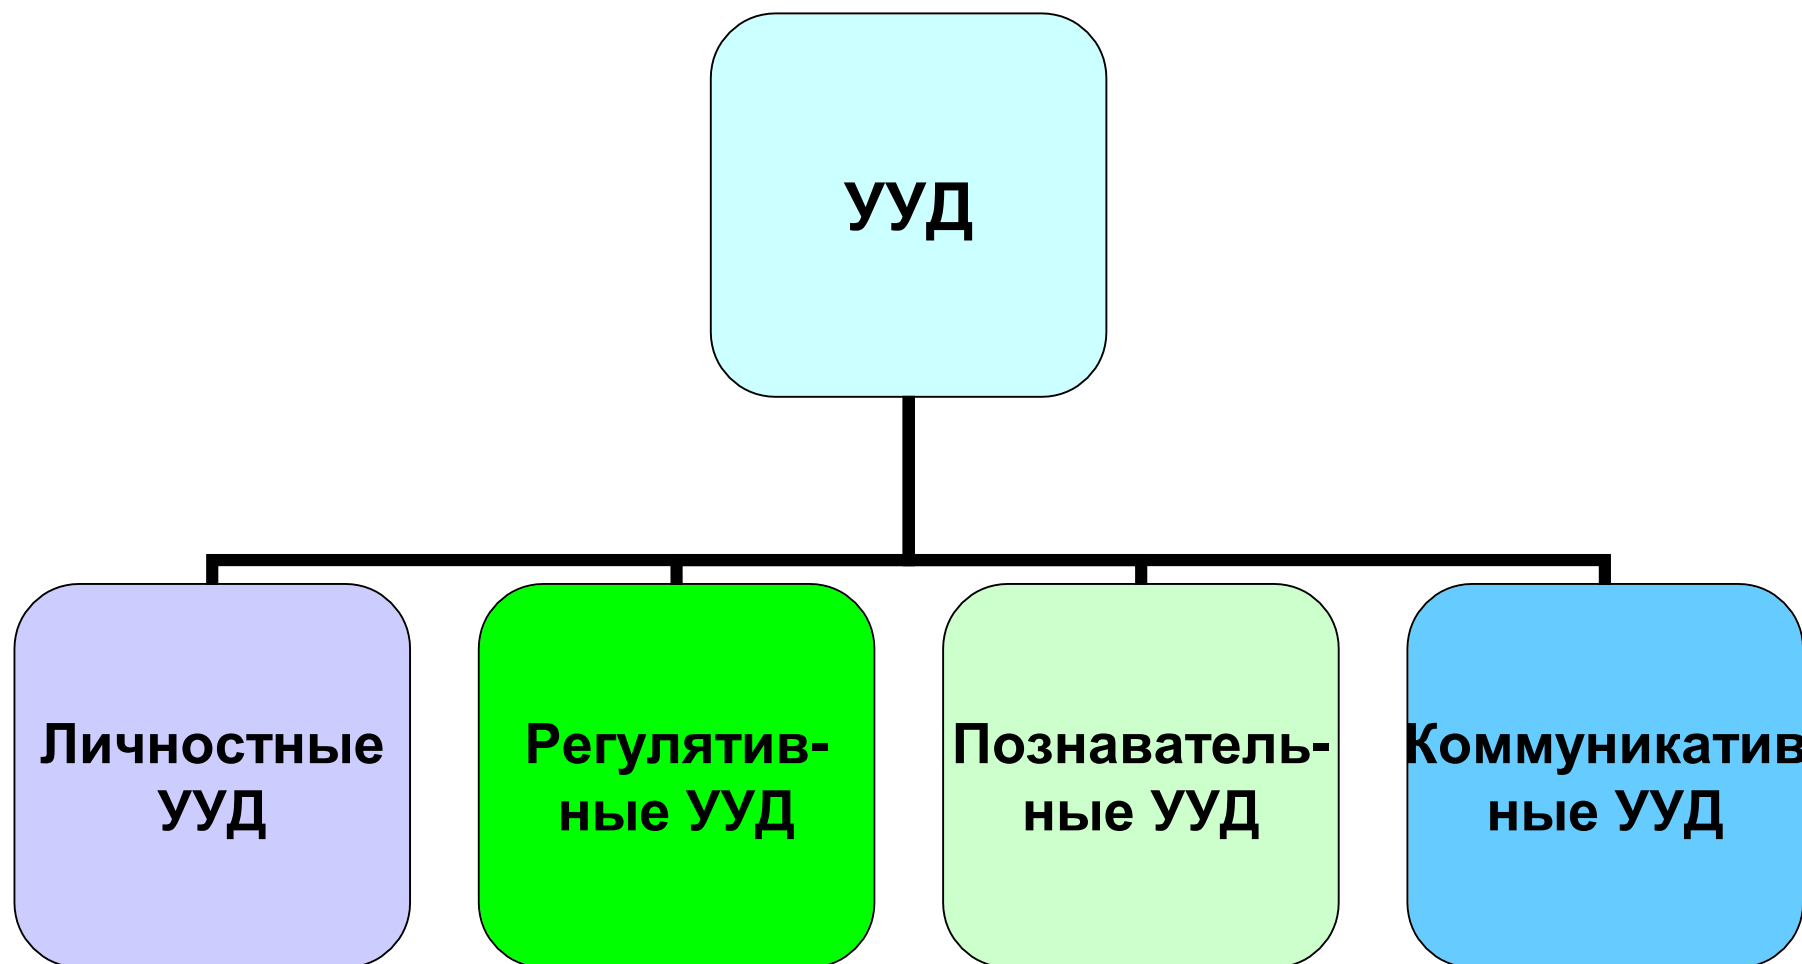 УУД
Личностные
УУД
Регулятив-
ные УУД
Познаватель-
ные УУД
Коммуникатив
ные УУД